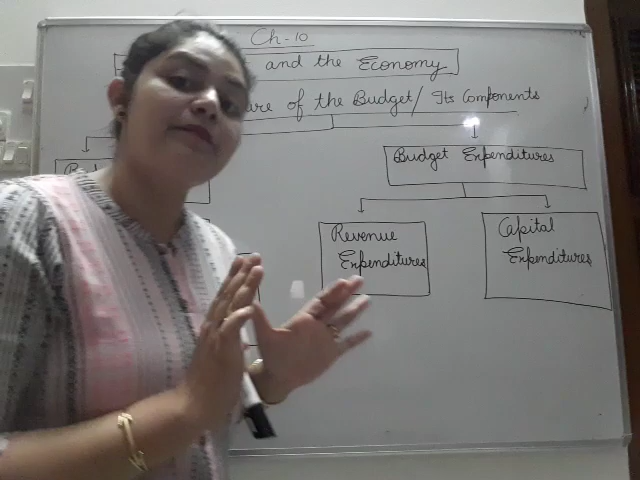 Ch-10
and the Economy
of the Budget/ Its Components
Budget Expenditures
Revenue
Expenditures
Capital
Expenditures